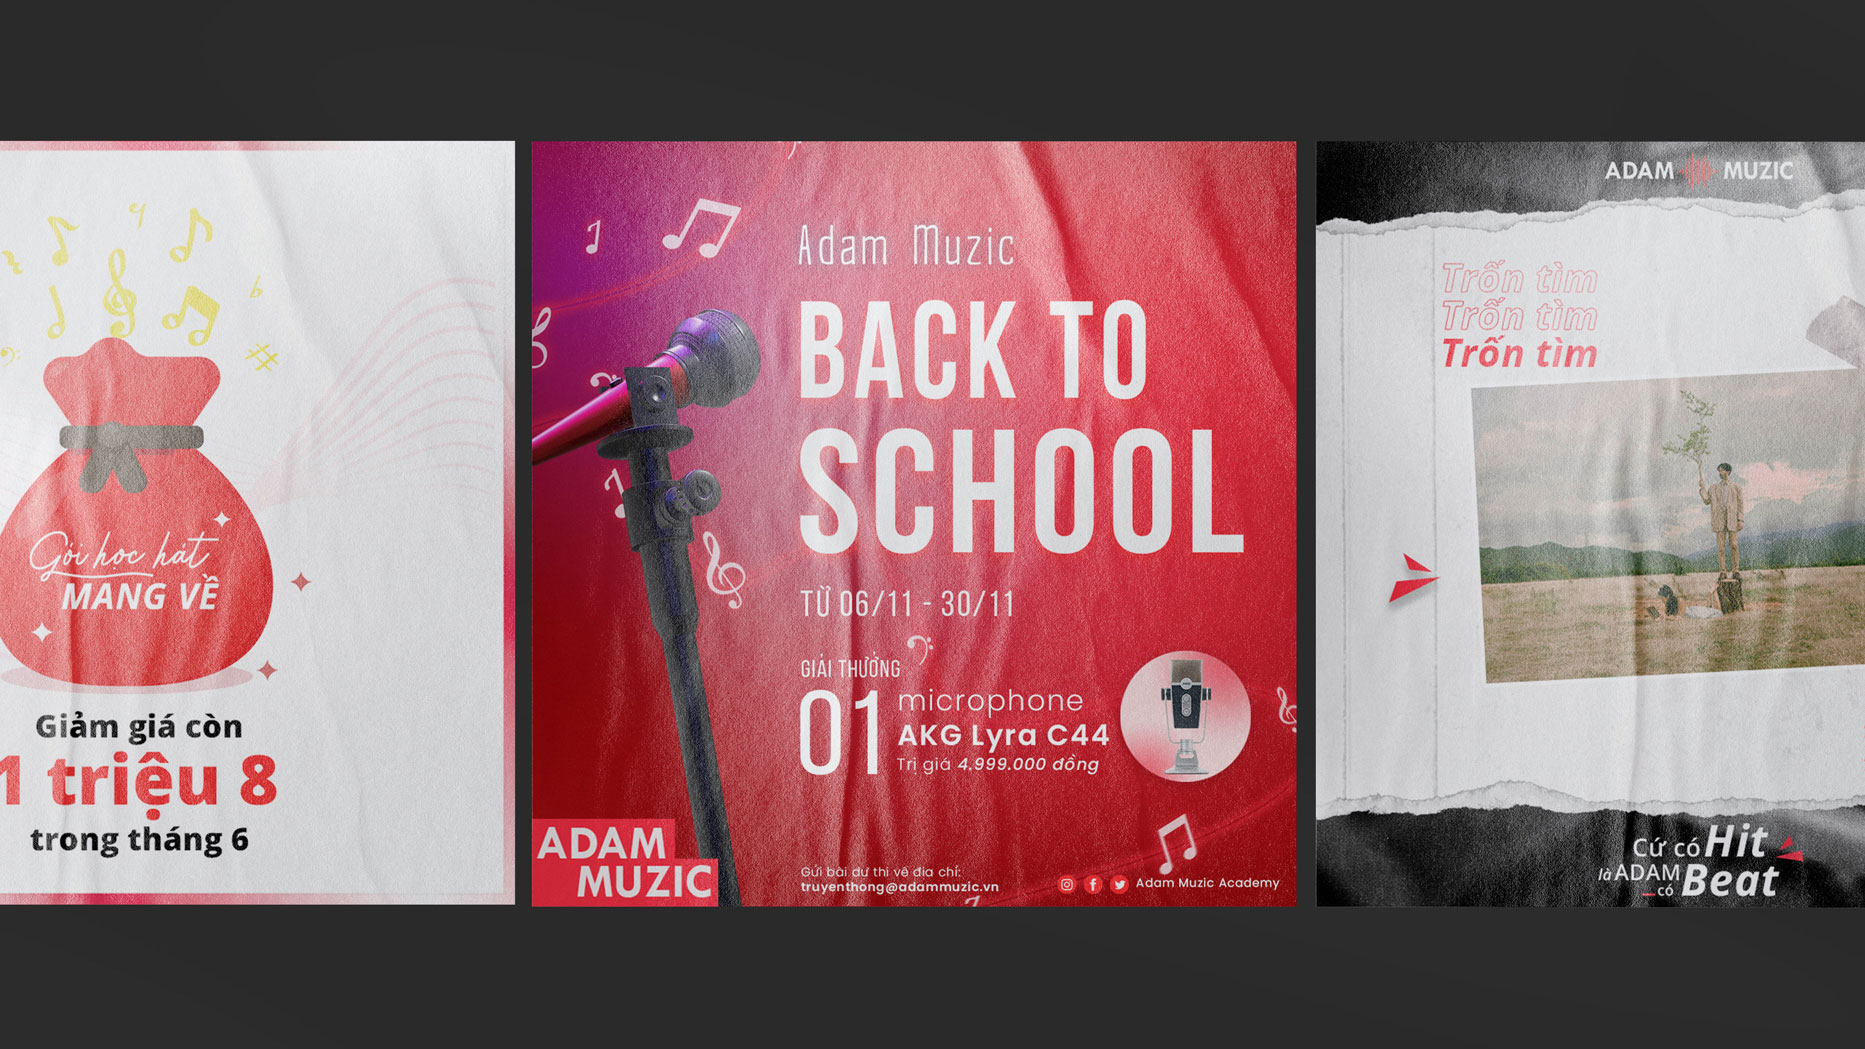 Gói học hát
MANG VỀ
Giảm giá còn
1 triệu 8
trong tháng 6
Adam Muzic
BACK TO
SCHOOL
TỪ 06/11 - 30/11
GIẢI THƯỞNG
01 microphone
AKG Lyra C44
Trị giá 4.999.000 đồng
ADAM
MUZIC
Gửi bài dự thi về địa chỉ:
truyenthong@adammuzic.vn
Adam Muzic Academy
ADAM MUZIC
Trốn tìm
Trốn tìm
Trốn tìm
Cứ có Hit
là ADAM có Beat